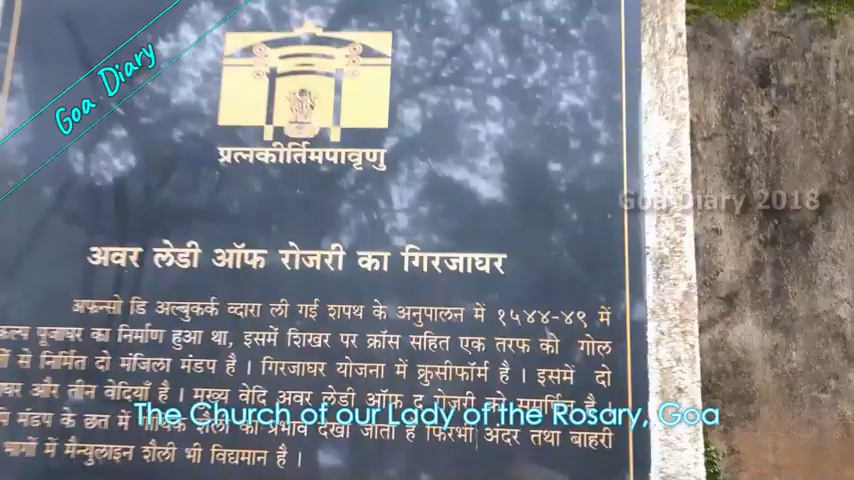 Goa Diary
प्रत्नकीर्तिमपावृणु
Goa Diary 2018
अवर लेडी ऑफ रोजरी का गिरजाघर
अफन्सो डि अल्बुकर्क व्दारा ली गई शपथ के अनुपालन में १५४४-४९ में
पूजाघर का निर्माण हुआ था, इसमें शिखर पर क्रॉस सहित एक तरफ को गोल
से निर्मित दो मंजिला मंडप है । गिरजाघर योजना में क्रुसीफॉर्म है । इसमें दो
और तीन वेदियाँ है । मुख्य वेदि अवर लेडी ऑफ द रोजरी को समर्पित है ।
मंडप के छत में गोथिक शैली का प्रभाव देखा जाता है फिरभी अंदर तथा बाहरी
The Church of our Lady of the Rosary, Goa
भागों में मैन्युलाइन शैली भी विद्यमान है ।